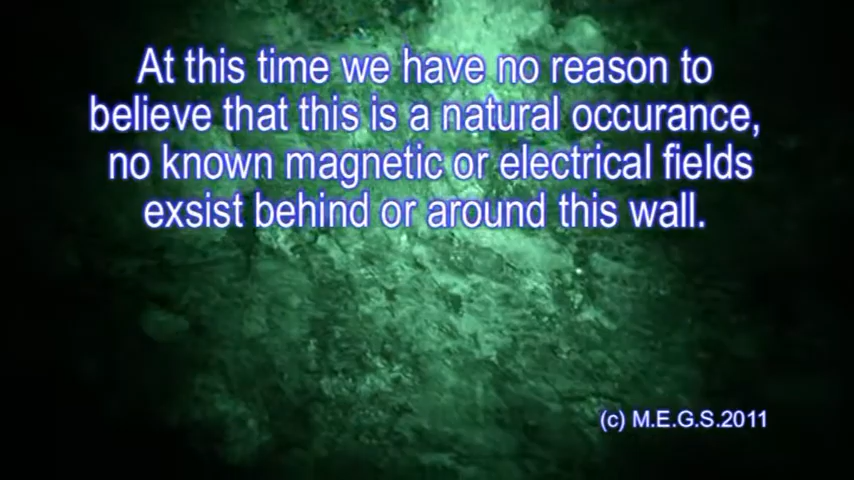 At this time we have no reason to
believe that this is a natural occurance,
no known magnetic or electrical fields
exsist behind or around this wall.
(c) M.E.G.S.2011